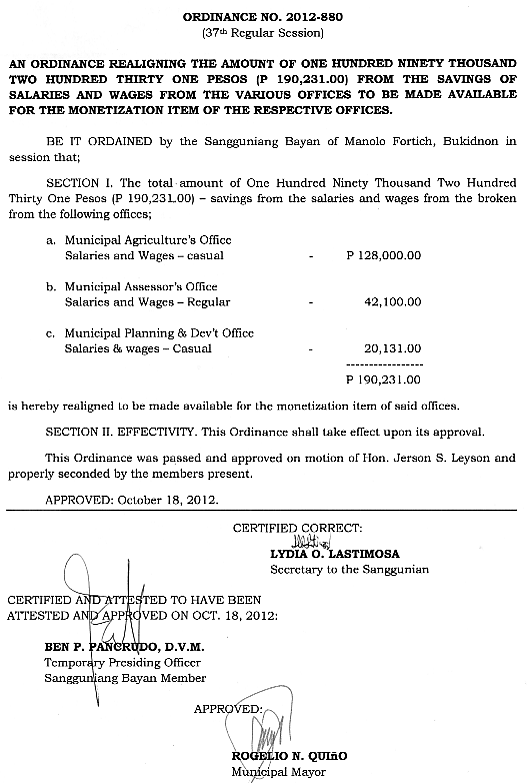 ORDINANCE NO. 2012-880
(37th Regular Session)
AN ORDINANCE REALIGNING THE AMOUNT OF ONE HUNDRED NINETY THOUSAND
TWO HUNDRED THIRTY ONE PESOS (P 190,231.00) FROM THE SAVINGS OF
SALARIES AND WAGES FROM THE VARIOUS OFFICES TO BE MADE AVAILABLE
FOR THE MONETIZATION ITEM OF THE RESPECTIVE OFFICES.
BE IT ORDAINED by the Sangguniang Bayan of Manolo Fortich, Bukidnon in
session that;
SECTION I. The total amount of One Hundred Ninety Thousand Two Hundred
Thirty One Pesos (P 190,231.00) – savings from the salaries and wages from the broken
from the following offices;
a. Municipal Agriculture's Office
Salaries and Wages – casual - P 128,000.00
b. Municipal Assessor's Office
Salaries and Wages – Regular - 42,100.00
c. Municipal Planning & Dev't Office
Salaries & wages – Casual - 20,131.00
-----------------
P 190,231.00
is hereby realigned to be made available for the monetization item of said offices.
SECTION II. EFFECTIVITY. This Ordinance shall take effect upon its approval.
This Ordinance was passed and approved on motion of Hon. Jerson S. Leyson and
properly seconded by the members present.
APPROVED: October 18, 2012.
CERTIFIED CORRECT:
LYDIA O. LASTIMOSA
Secretary to the Sanggunian
CERTIFIED AND ATTESTED TO HAVE BEEN
ATTESTED AND APPROVED ON OCT. 18, 2012:
BEN P. PANCRUDO, D.V.M.
Temporary Presiding Officer
Sangguniang Bayan Member
APPROVED:
ROGELIO N. QUIÑO
Municipal Mayor